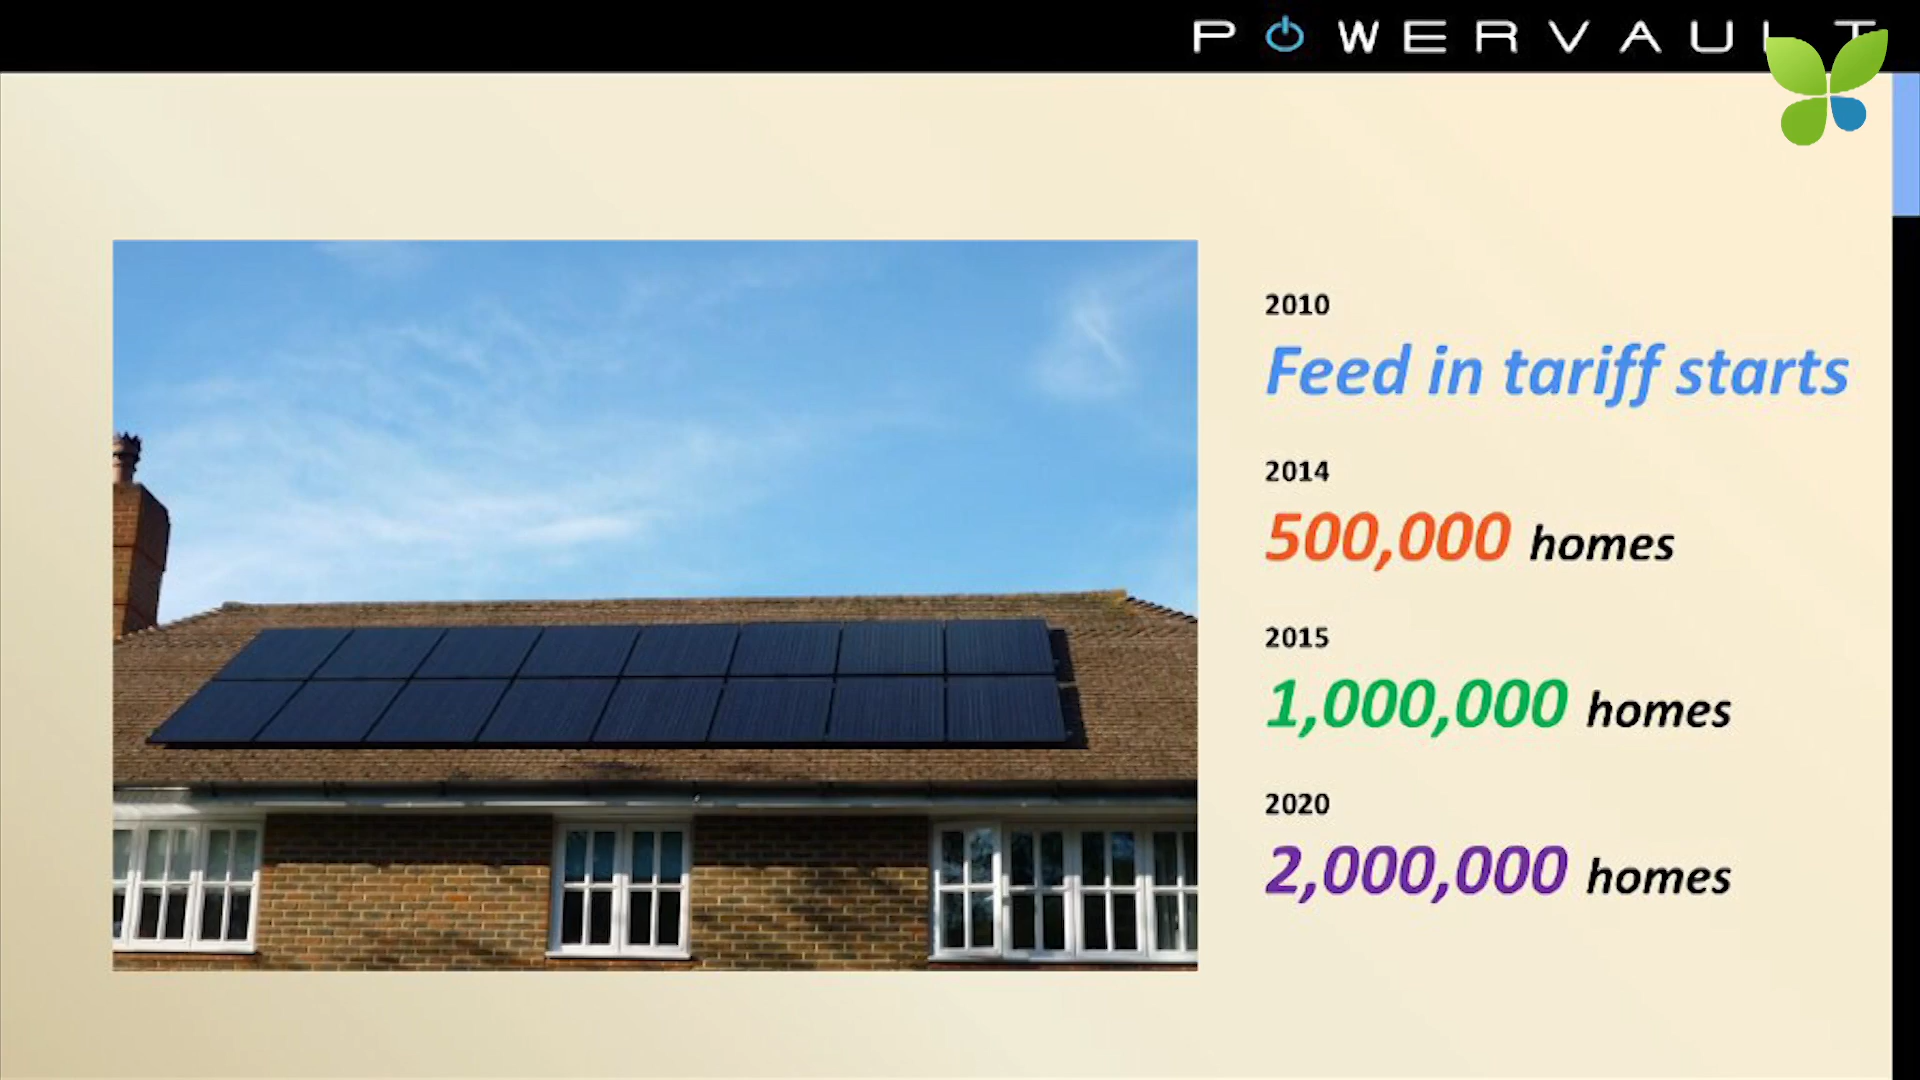 POWERVAULT
2010
Feed in tariff starts
2014
500,000 homes
2015
1,000,000 homes
2020
2,000,000 homes